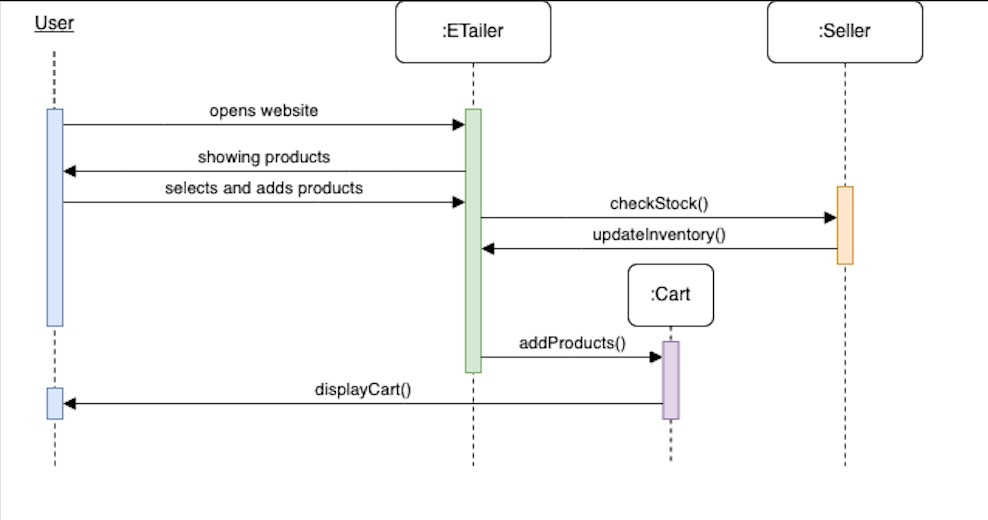 User
:ETailer
:Seller
opens website
showing products
selects and adds products
checkStock()
updateInventory()
:Cart
addProducts()
displayCart()